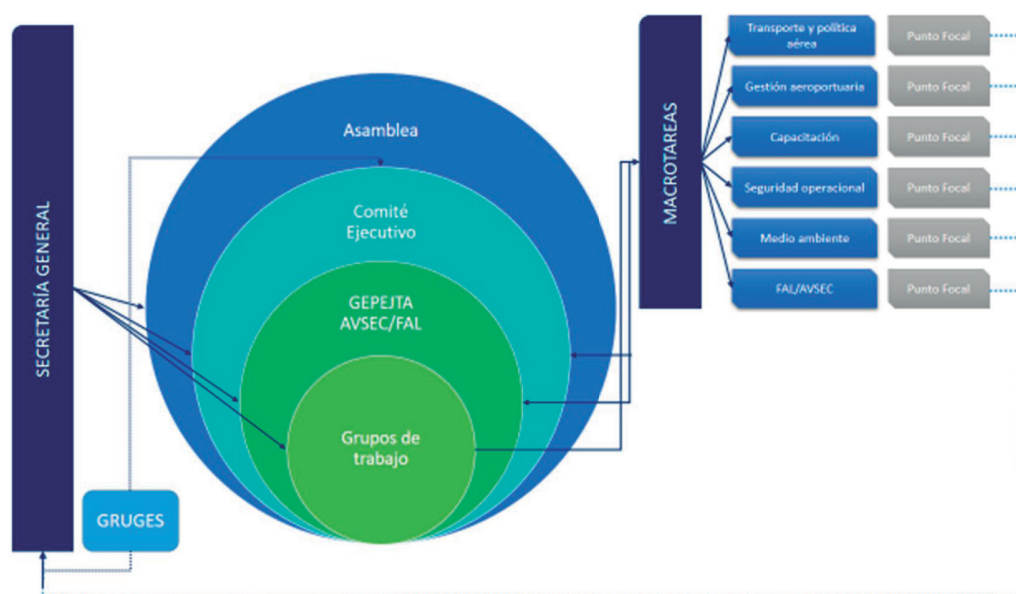 SECRETARÍA GENERAL
GRUGES
Asamblea
Comité
Ejecutivo
GEPEJTA
AVSEC/FAL
Grupos de
trabajo
MACROTAREAS
Transporte y política
aérea
Punto Focal
Gestión aeroportuaria
Punto Focal
Capacitación
Punto Focal
Seguridad operacional
Punto Focal
Medio ambiente
Punto Focal
FAL/AVSEC
Punto Focal